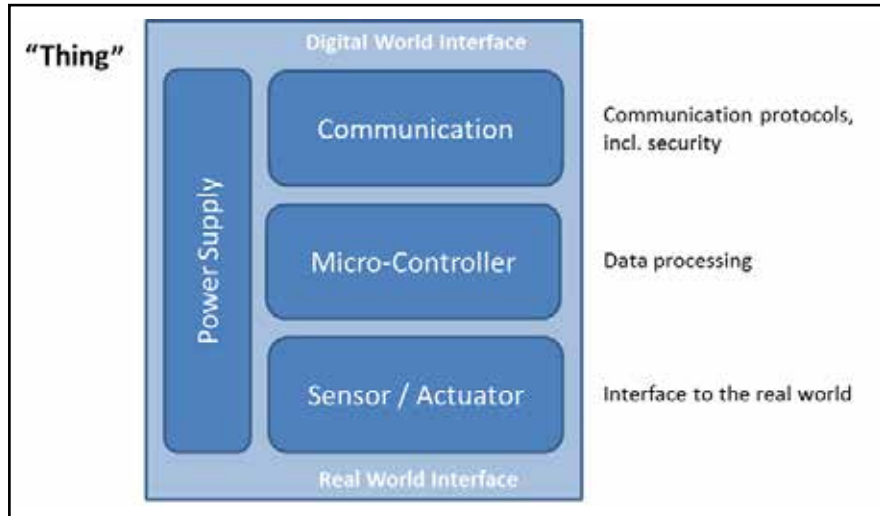 “Thing”
Digital World Interface
Power Supply
Communication
Communication protocols,
incl. security
Micro-Controller
Data processing
Sensor / Actuator
Interface to the real world
Real World Interface